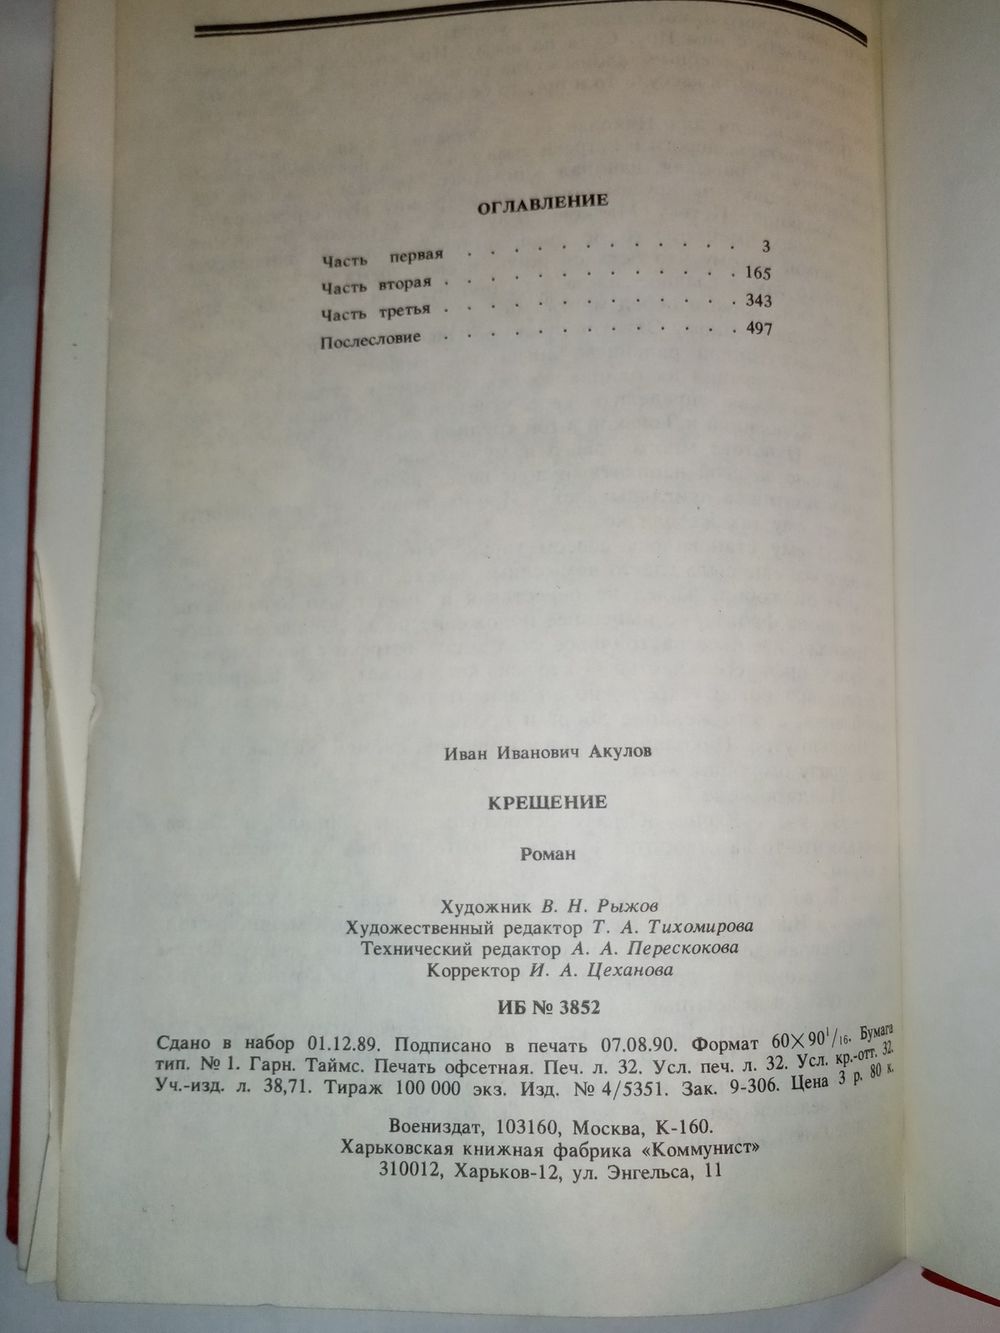 ОГЛАВЛЕНИЕ
Часть первая . . . . . . . . . . . . 3
Часть вторая . . . . . . . . . . . . . 165
Часть третья . . . . . . . . . . . . . 343
Послесловие . . . . . . . . . . . . . 497
Иван Иванович Акулов
КРЕЩЕНИЕ
Роман
Художник В. Н. Рыжов
Художественный редактор Т. А. Тихомирова
Технический редактор А. А. Перескокова
Корректор И. А. Цеханова
ИБ № 3852
Сдано в набор 01.12.89. Подписано в печать 07.08.90. Формат 60×90¹/₁₆. Бумага
тип. № 1. Гарн. Таймс. Печать офсетная. Печ. л. 32. Усл. печ. л. 32. Усл. кр.-отт. 32.
Уч.-изд. л. 38,71. Тираж 100 000 экз. Изд. № 4/5351. Зак. 9-306. Цена 3 р. 80 к.
Воениздат, 103160, Москва, К-160.
Харьковская книжная фабрика «Коммунист»
310012, Харьков-12, ул. Энгельса, 11